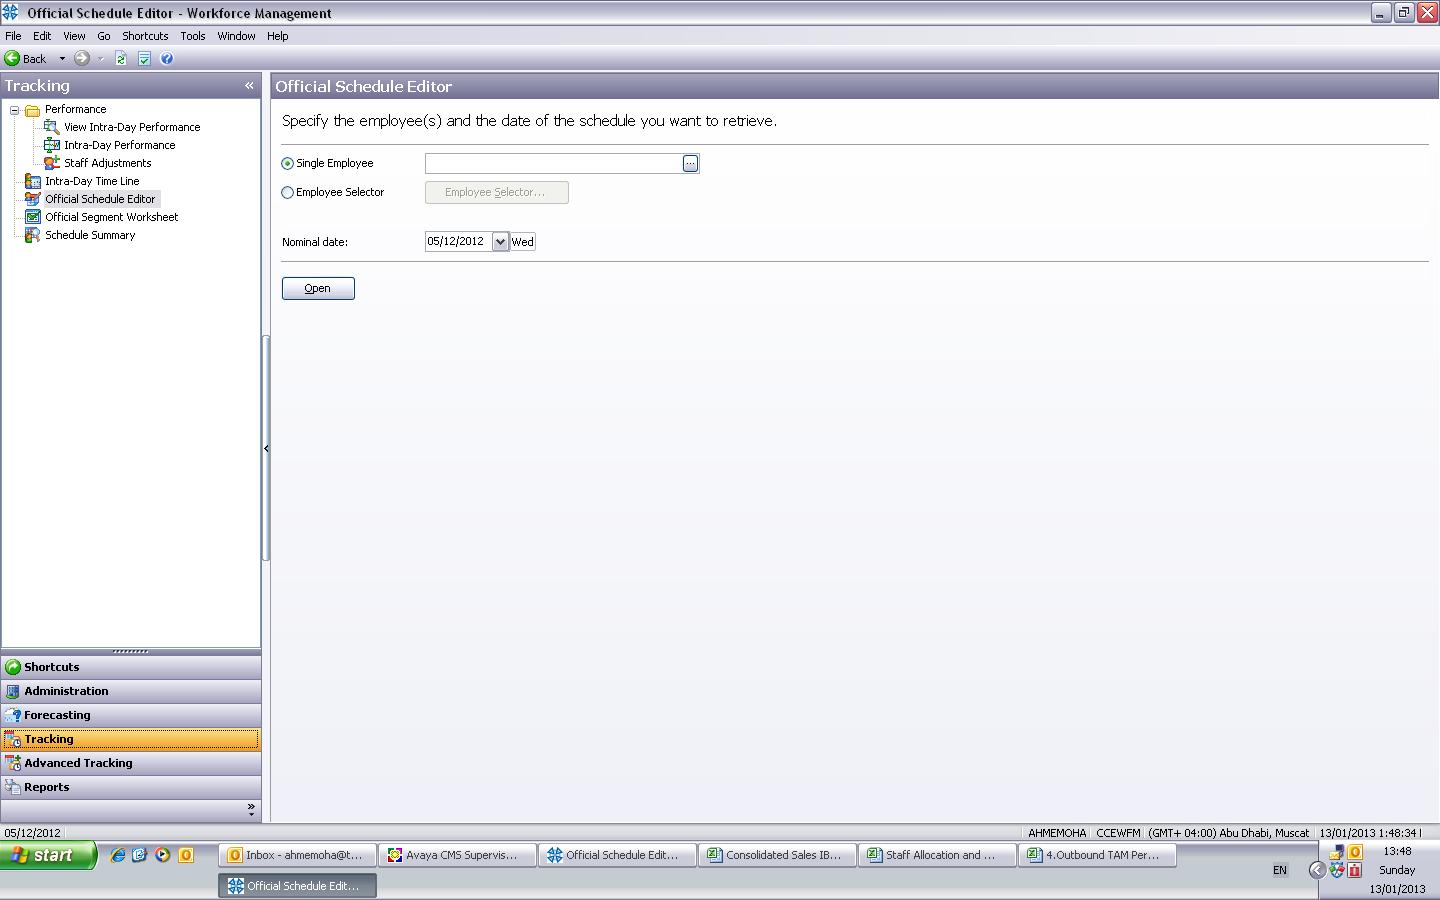 Official Schedule Editor - Workforce Management
File Edit View Go Shortcuts Tools Window Help
Back
Tracking «
Performance
View Intra-Day Performance
Intra-Day Performance
Staff Adjustments
Intra-Day Time Line
Official Schedule Editor
Official Segment Worksheet
Schedule Summary
Shortcuts
Administration
Forecasting
Tracking
Advanced Tracking
Reports
»
Official Schedule Editor
Specify the employee(s) and the date of the schedule you want to retrieve.
Single Employee ...
Employee Selector Employee Selector...
Nominal date: 05/12/2012 Wed
Open
05/12/2012 AHMEMOHA CCEWFM (GMT+ 04:00) Abu Dhabi, Muscat 13/01/2013 1:48:34
start Inbox - ahmemoha@t... Avaya CMS Supervis... Official Schedule Edit... Consolidated Sales IB... Staff Allocation and ... 4.Outbound TAM Per...
Official Schedule Edit...
EN
13:48
Sunday
13/01/2013